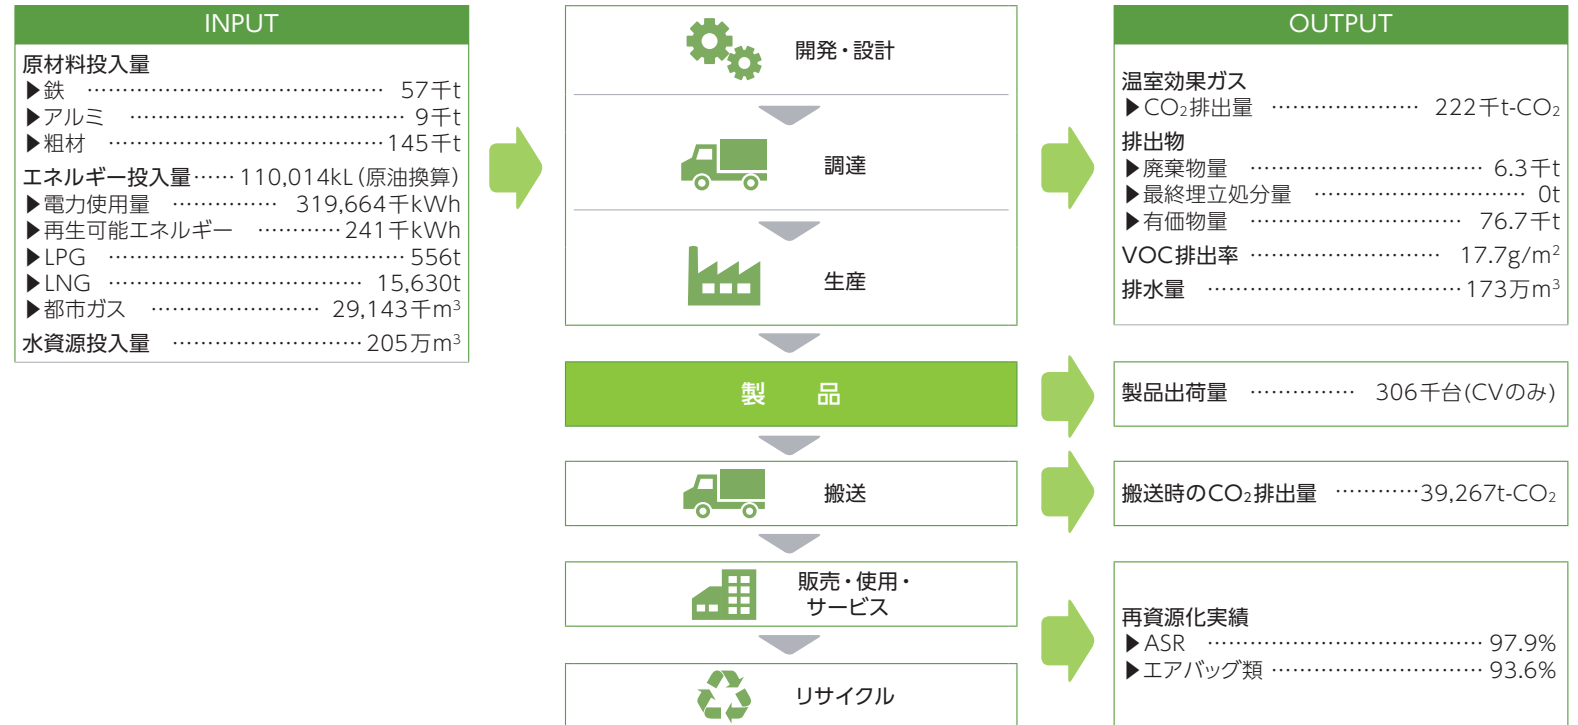 INPUT
原材料投入量
▶鉄 ………………………………… 57千t
▶アルミ ………………………………… 9千t
▶粗材 ………………………………… 145千t
エネルギー投入量…… 110,014kL(原油換算)
▶電力使用量 …………… 319,664千kWh
▶再生可能エネルギー …………241千kWh
▶LPG …………………………………… 556t
▶LNG ……………………………… 15,630t
▶都市ガス …………………… 29,143千m³
水資源投入量 ……………………… 205万m³
開発・設計
調達
生産
製 品
搬送
販売・使用・
サービス
リサイクル
OUTPUT
温室効果ガス
▶CO₂排出量 ………………… 222千t-CO₂
排出物
▶廃棄物量 …………………………… 6.3千t
▶最終埋立処分量 ………………………… 0t
▶有価物量 ………………………… 76.7千t
VOC排出率 ……………………… 17.7g/m²
排水量 ………………………………173万m³
製品出荷量 …………… 306千台(CVのみ)
搬送時のCO₂排出量 …………39,267t-CO₂
再資源化実績
▶ASR ………………………………… 97.9%
▶エアバッグ類 ………………………… 93.6%